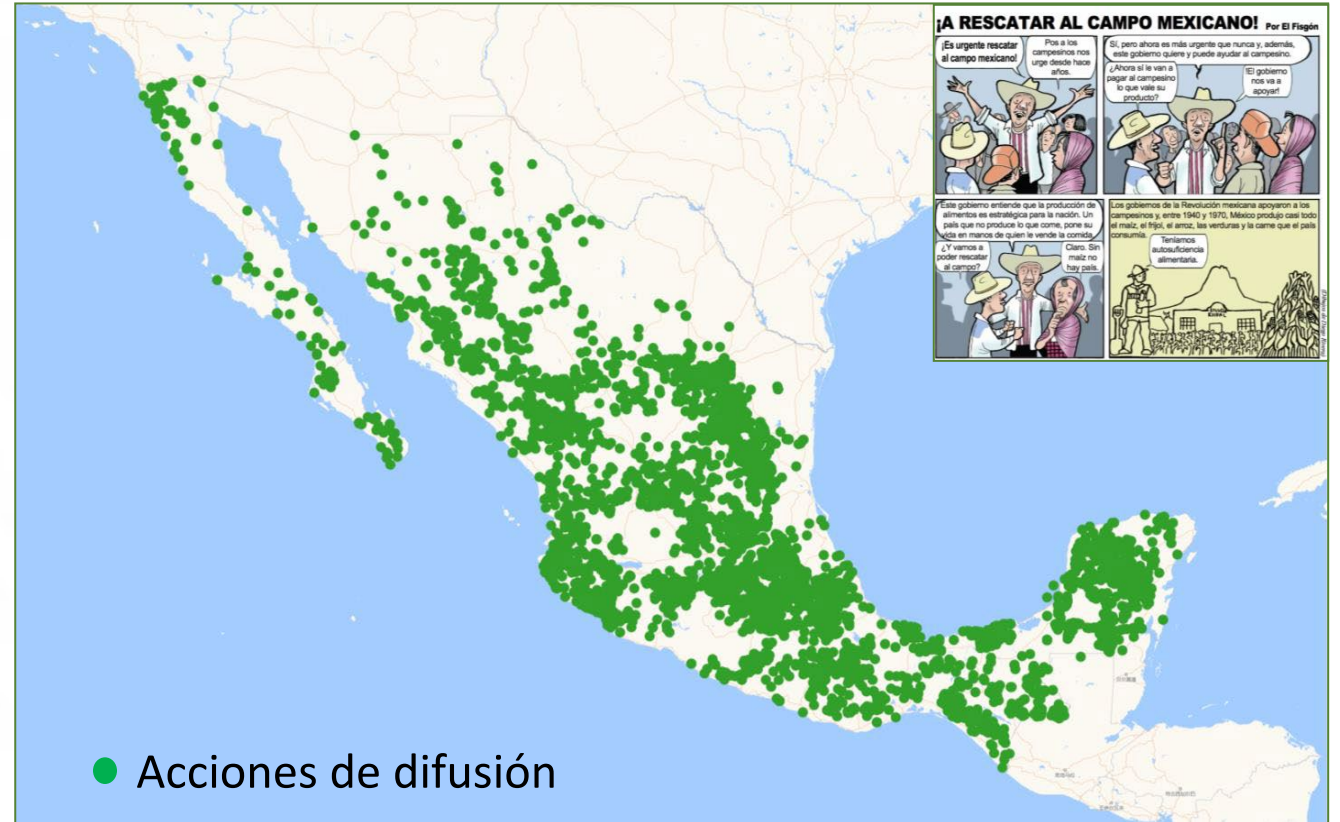 ¡A RESCATAR AL CAMPO MEXICANO! Por El Fisgón
¡Es urgente rescatar
al campo mexicano!
Pos a los
campesinos nos
urge desde hace
años.
Sí, pero ahora es más urgente que nunca y, además,
este gobierno quiere y puede ayudar al campesino.
¿Ahora sí le van a
pagar al campesino
lo que vale su
producto?
!El gobierno
nos va a
apoyar!
Este gobierno entiende que la producción de
alimentos es estratégica para la nación. Un
país que no produce lo que come, pone su
vida en manos de quien le vende la comida.
¿Y vamos a
poder rescatar
al campo?
Claro. Sin
maíz no
hay país.
Los gobiernos de la Revolución mexicana apoyaron a los
campesinos y, entre 1940 y 1970, México produjo casi todo
el maíz, el frijol, el arroz, las verduras y la carne que el país
consumía.
Teníamos
autosuficiencia
alimentaria.
Acciones de difusión